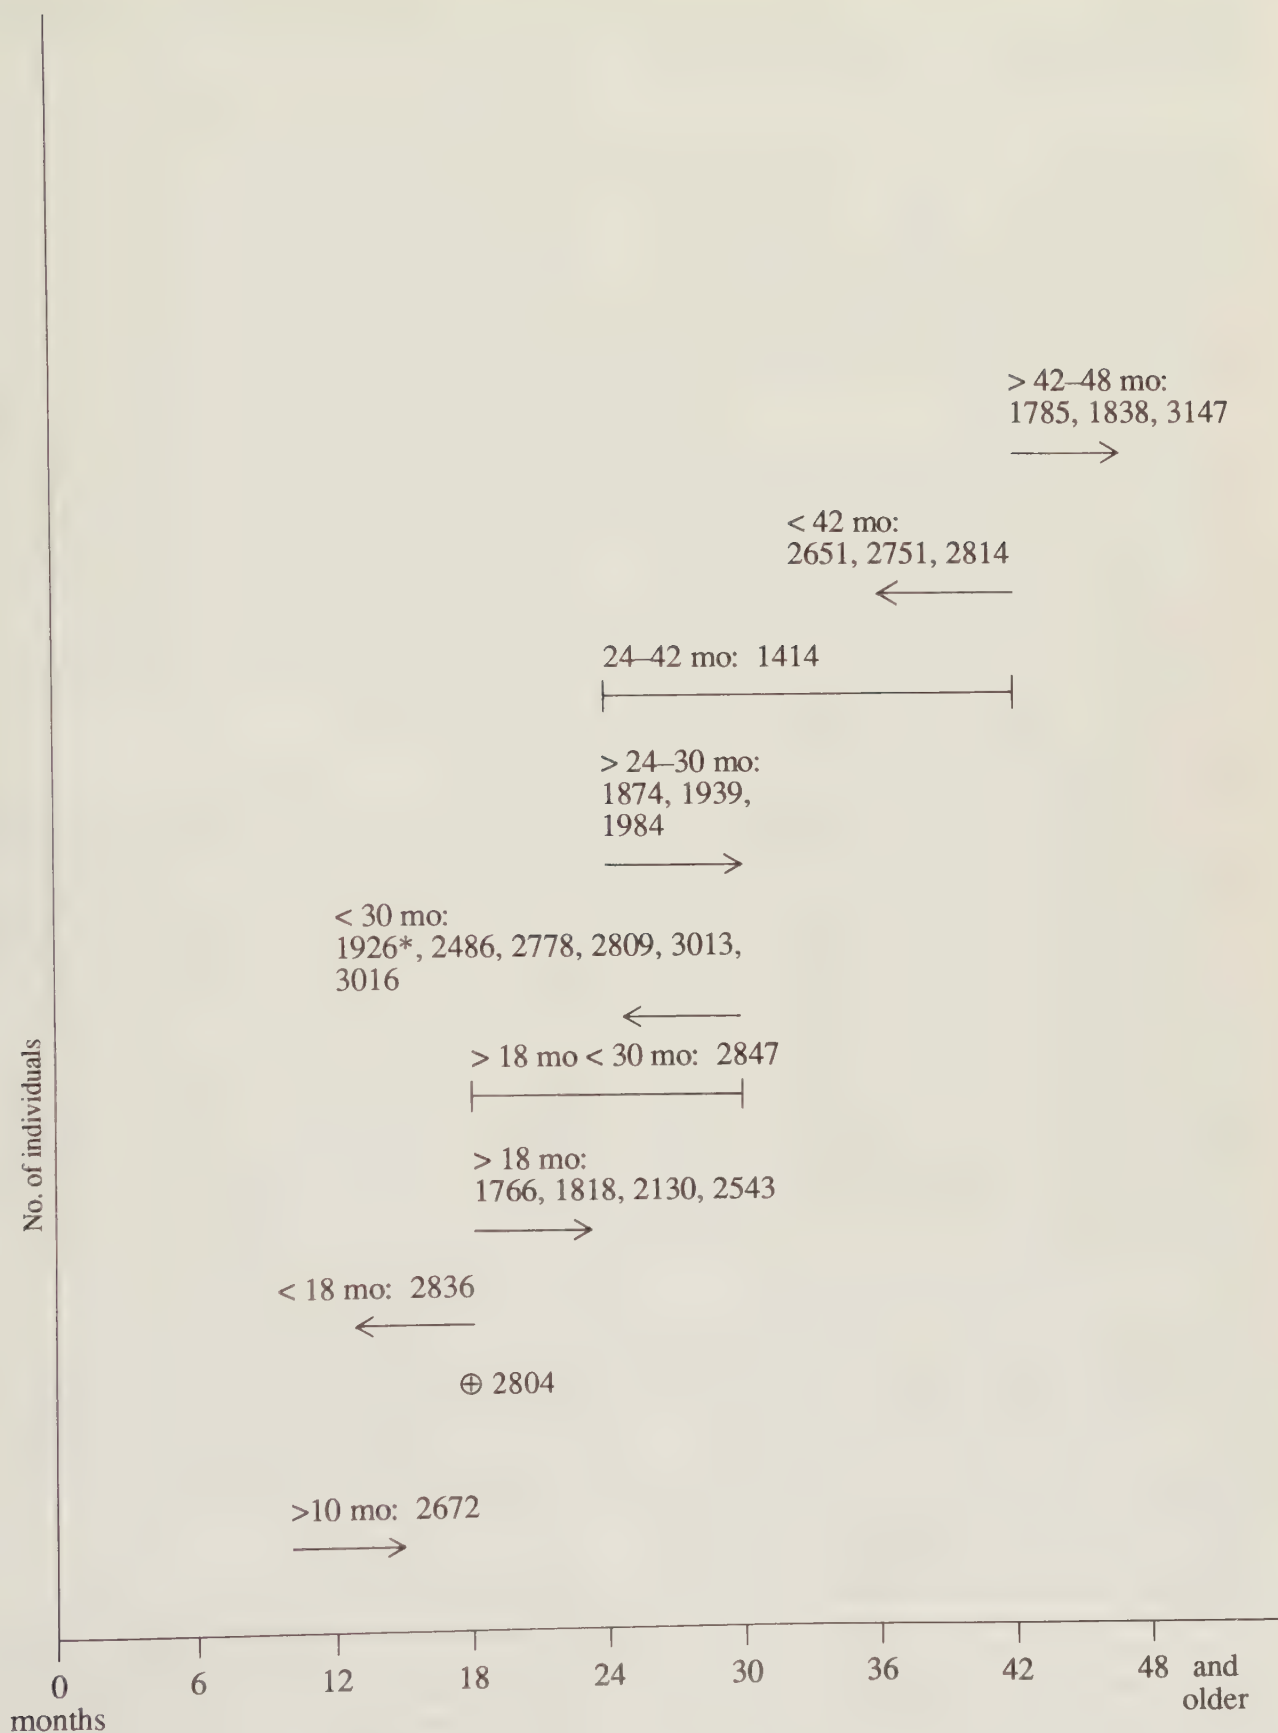 > 42–48 mo:
1785, 1838, 3147
< 42 mo:
2651, 2751, 2814
24–42 mo: 1414
> 24–30 mo:
1874, 1939,
1984
< 30 mo:
1926*, 2486, 2778, 2809, 3013,
3016
> 18 mo < 30 mo: 2847
> 18 mo:
1766, 1818, 2130, 2543
< 18 mo: 2836
⊕ 2804
>10 mo: 2672
No. of individuals
0 6 12 18 24 30 36 42 48 and
older
months